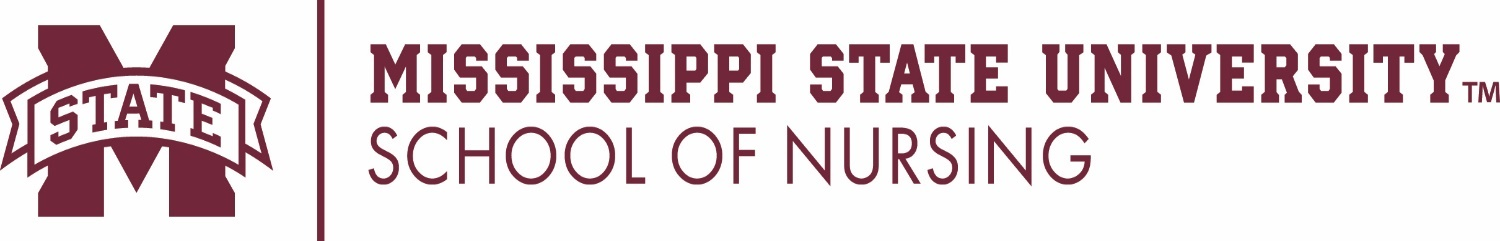 M
STATE
MISSISSIPPI STATE UNIVERSITY™
SCHOOL OF NURSING